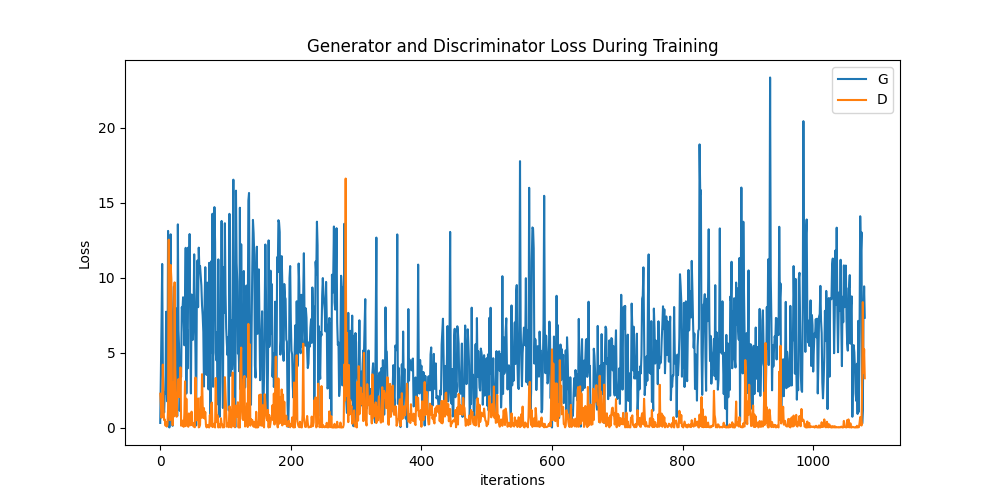 Generator and Discriminator Loss During Training
G
D
Loss
20
15
10
5
0
0 200 400 600 800 1000
iterations